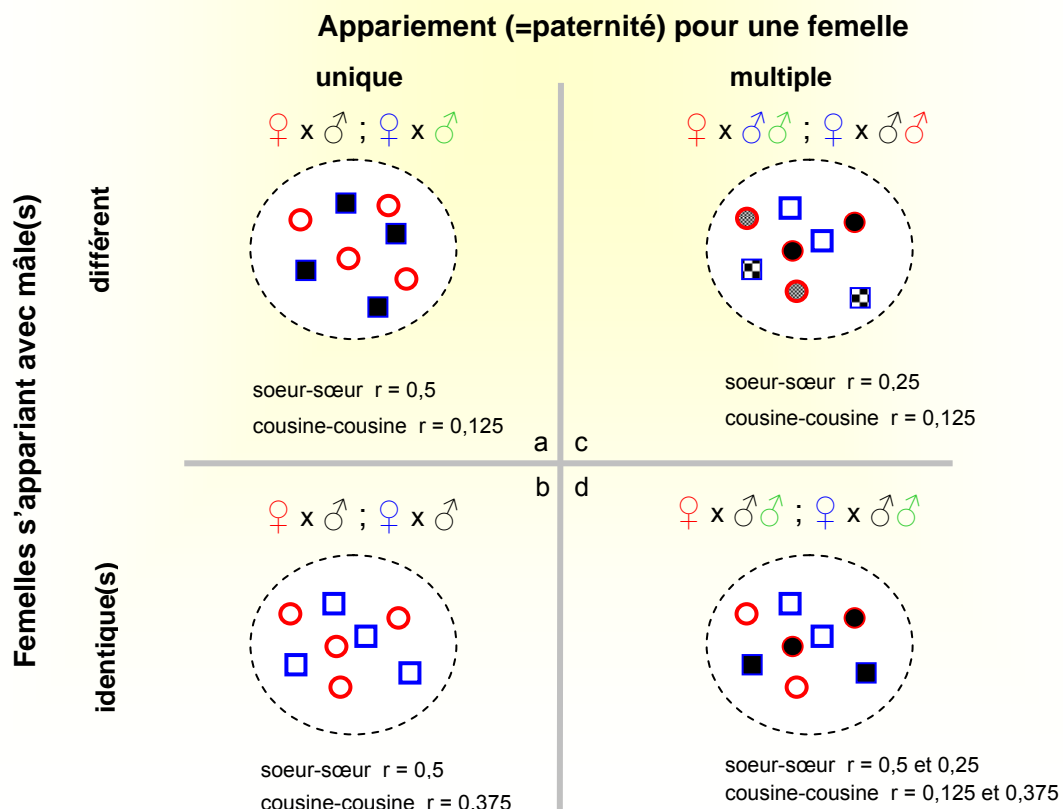 Appariement (=paternité) pour une femelle
unique
multiple
♀ x ♂ ; ♀ x ♂
♀ x ♂♂ ; ♀ x ♂♂
Femelles s'appariant avec mâle(s)
différent
soeur-sœur r = 0,5
cousine-cousine r = 0,125
soeur-sœur r = 0,25
cousine-cousine r = 0,125
a c
b d
♀ x ♂ ; ♀ x ♂
♀ x ♂♂ ; ♀ x ♂♂
identique(s)
soeur-sœur r = 0,5
cousine-cousine r = 0,375
soeur-sœur r = 0,5 et 0,25
cousine-cousine r = 0,125 et 0,375